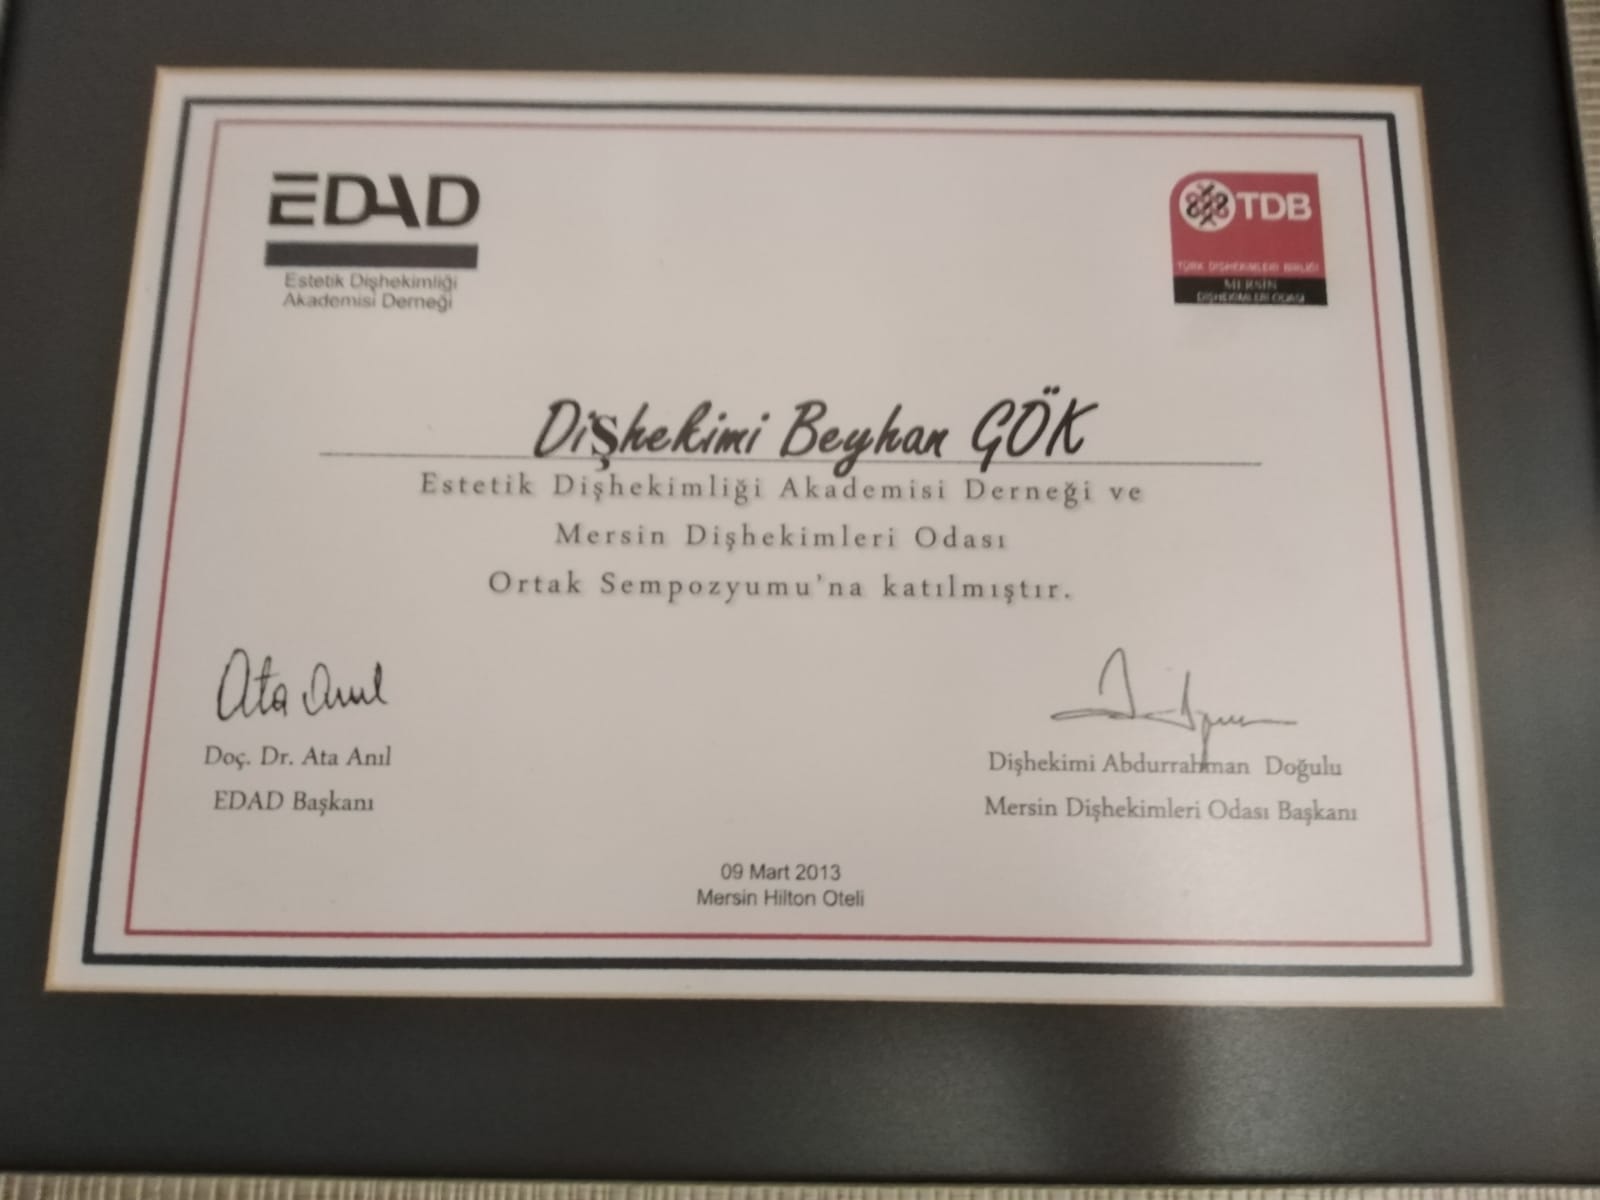 EDAD
Estetik Dişhekimliği
Akademisi Derneği
TDB
TÜRK DİŞHEKİMLERİ BİRLİĞİ
MERSİN
DİŞHEKİMLERİ ODASI
Dişhekimi Beyhan GÖK
Estetik Dişhekimliği Akademisi Derneği ve
Mersin Dişhekimleri Odası
Ortak Sempozyumu'na katılmıştır.
Ata Anıl
Doç. Dr. Ata Anıl
EDAD Başkanı
Dişhekimi Abdurrahman Doğulu
Mersin Dişhekimleri Odası Başkanı
09 Mart 2013
Mersin Hilton Oteli